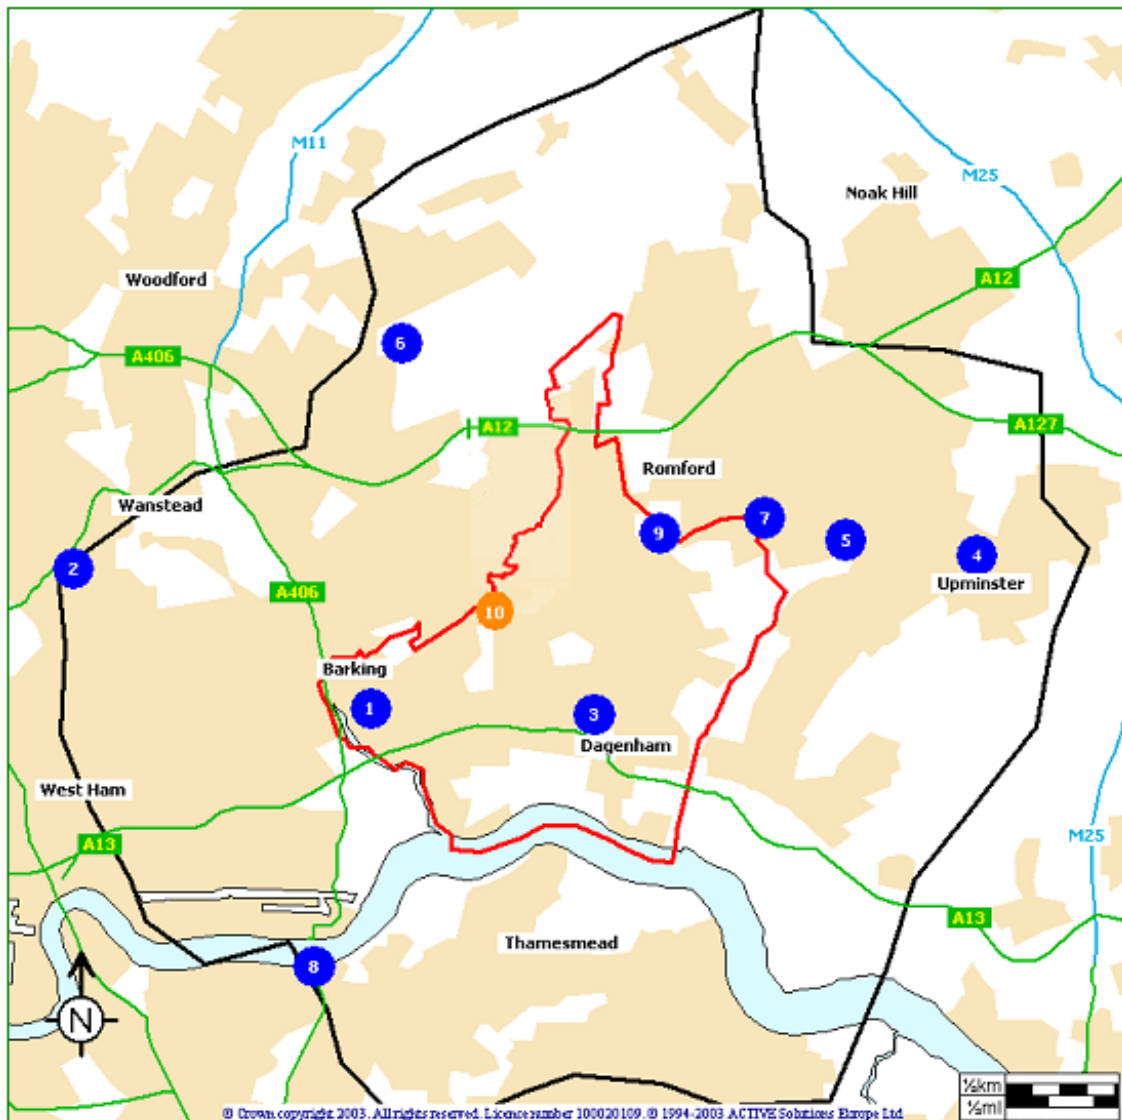 M11
M25
Noak Hill
Woodford
A12
6
A406
A12
A127
Romford
Wanstead
7
9
5
4
2
Upminster
A406
10
Barking
1
3
Dagenham
West Ham
A13
M25
A13
Thamesmead
8
N
½km
½ml
© Crown copyright 2003. All rights reserved. Licence number 100020109. © 1994-2003 ACTIVE Solutions Europe Ltd